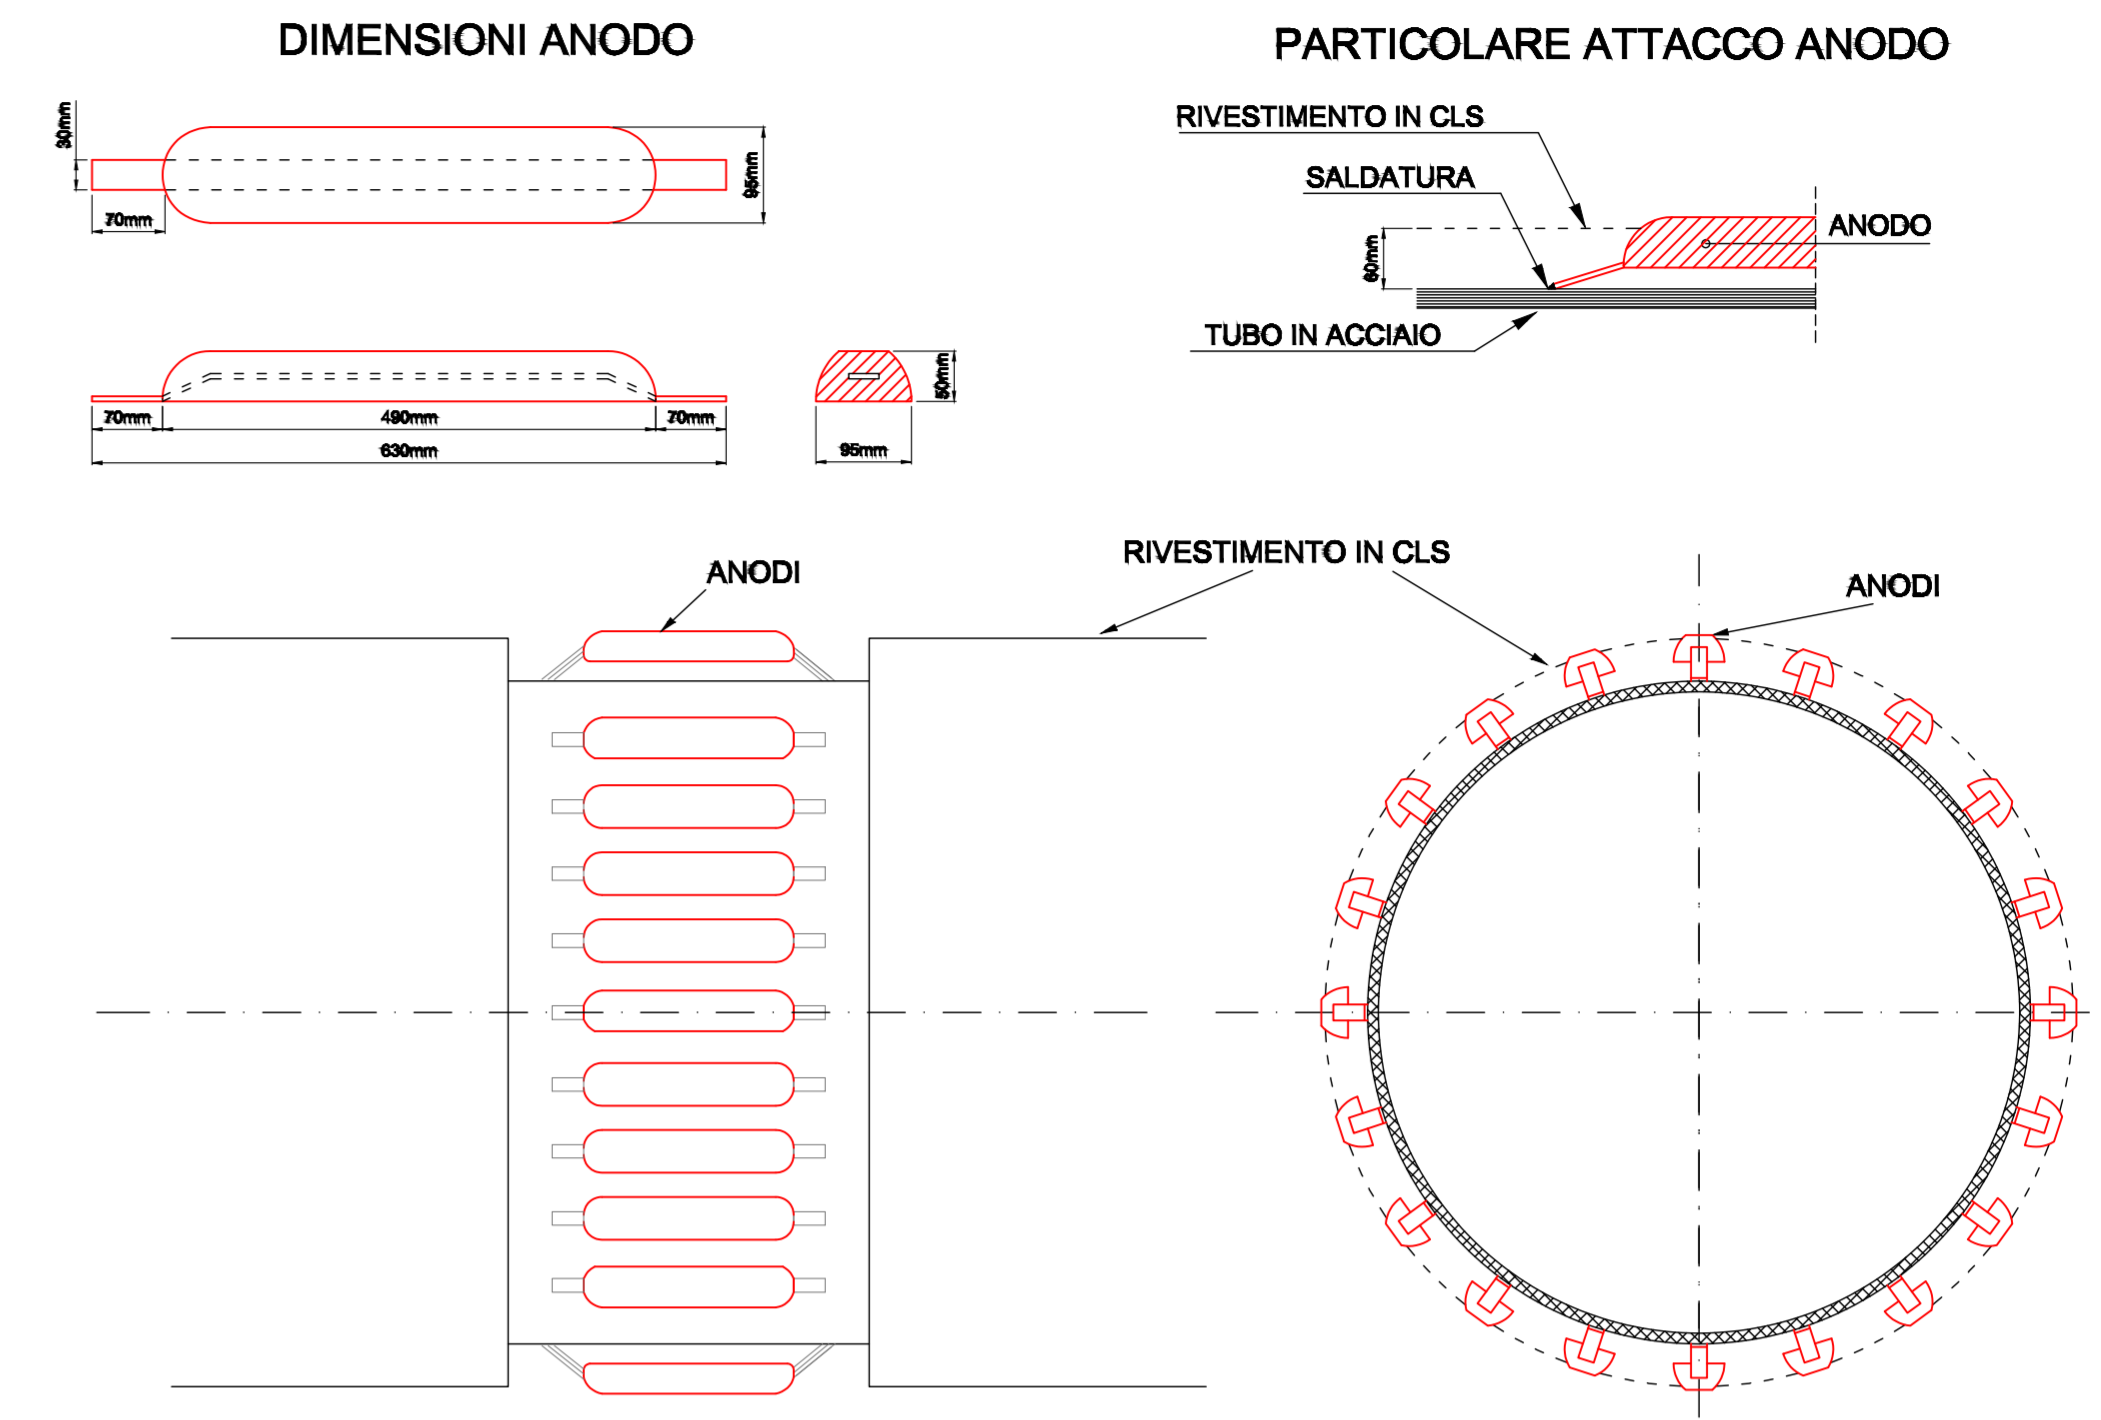 DIMENSIONI ANODO
PARTICOLARE ATTACCO ANODO
30mm
70mm
95mm
RIVESTIMENTO IN CLS
SALDATURA
60mm
ANODO
TUBO IN ACCIAIO
70mm
490mm
70mm
630mm
50mm
95mm
ANODI
RIVESTIMENTO IN CLS
ANODI